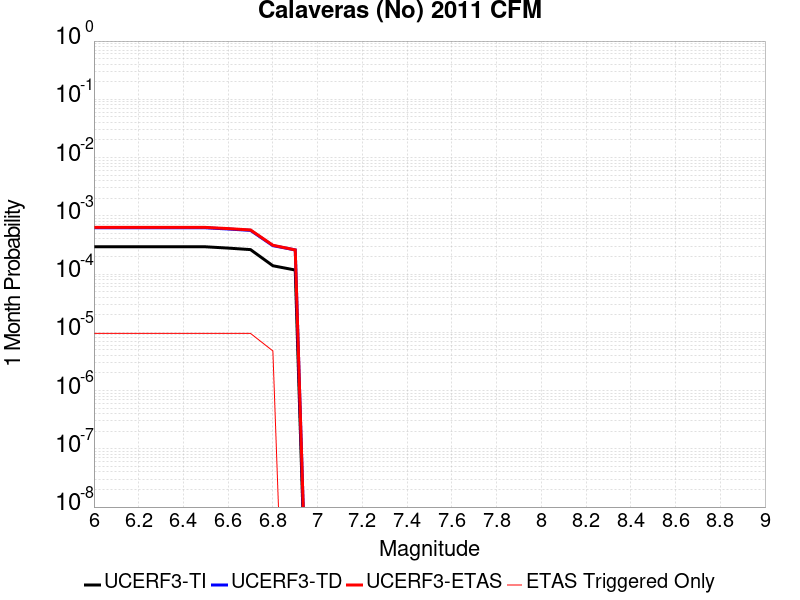 Calaveras (No) 2011 CFM
10^0
10^-1
10^-2
10^-3
10^-4
10^-5
10^-6
10^-7
10^-8
1 Month Probability
6 6.2 6.4 6.6 6.8 7 7.2 7.4 7.6 7.8 8 8.2 8.4 8.6 8.8 9
Magnitude
UCERF3-TI UCERF3-TD UCERF3-ETAS ETAS Triggered Only